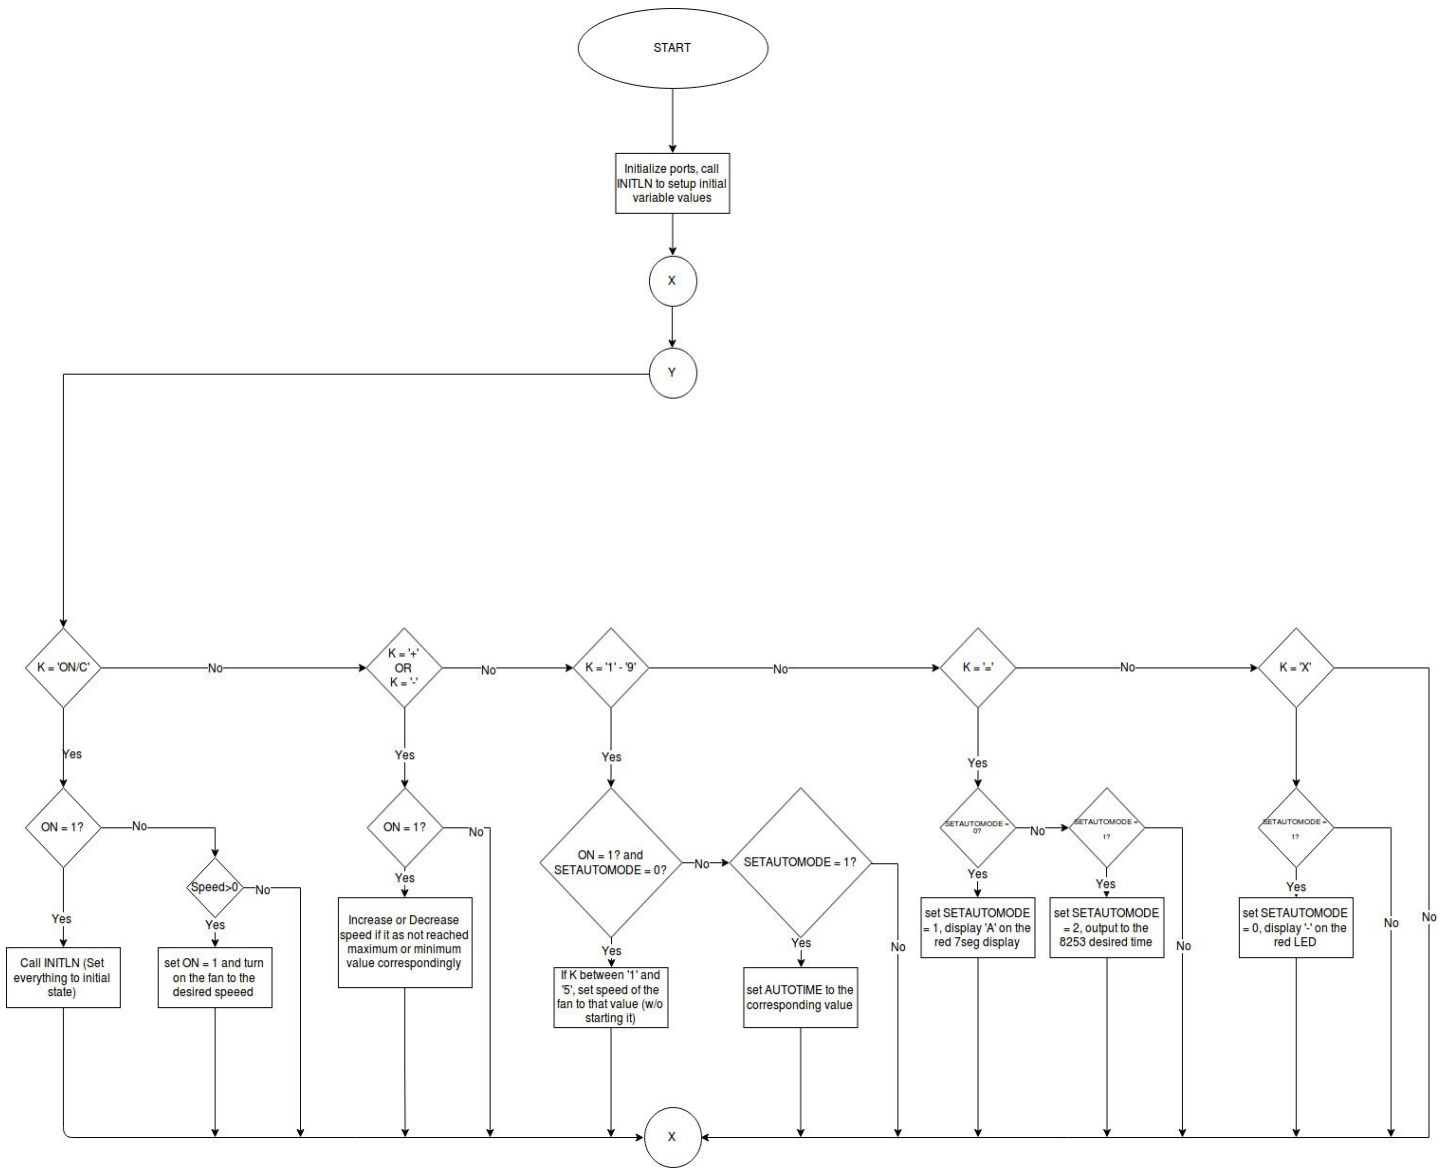 START
Initialize ports, call
INITLN to setup initial
variable values
X
Y
K = 'ON/C'
No
K = '+'
OR
K = '-'
No
K = '1' - '9'
No
K = '='
No
K = 'X'
Yes
Yes
Yes
Yes
ON = 1?
No
ON = 1?
No
ON = 1? and
SETAUTOMODE = 0?
No
SETAUTOMODE = 1?
SETAUTOMODE =
0?
No
SETAUTOMODE =
1?
SETAUTOMODE =
1?
Speed>0
No
Yes
Yes
Yes
Yes
Yes
Yes
Yes
Yes
No
No
No
No
Call INITLN (Set
everything to initial
state)
set ON = 1 and turn
on the fan to the
desired speeed
Increase or Decrease
speed if it as not reached
maximum or minimum
value correspondingly
If K between '1' and
'5', set speed of the
fan to that value (w/o
starting it)
set AUTOTIME to the
corresponding value
set SETAUTOMODE
= 1, display 'A' on the
red 7seg display
set SETAUTOMODE
= 2, output to the
8253 desired time
set SETAUTOMODE
= 0, display '-' on the
red LED
X